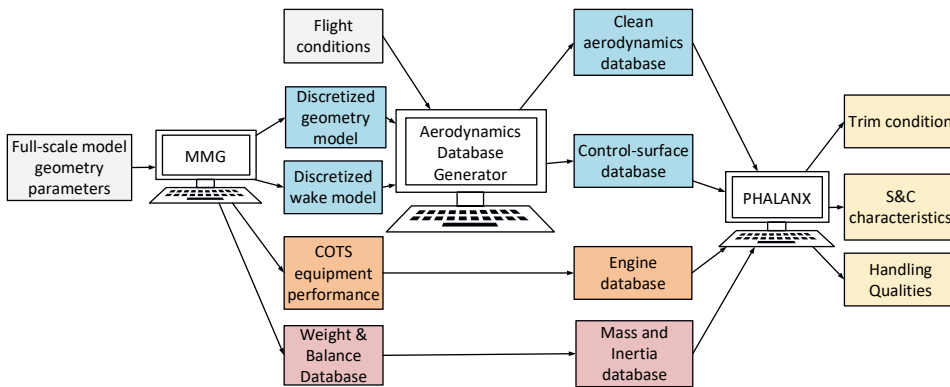 Flight
conditions
Clean
aerodynamics
database
Discretized
geometry
model
Aerodynamics
Database
Generator
Trim condition
Full-scale model
geometry
parameters
MMG
Discretized
wake model
Control-surface
database
PHALANX
S&C
characteristics
COTS
equipment
performance
Engine
database
Handling
Qualities
Weight &
Balance
Database
Mass and
Inertia
database